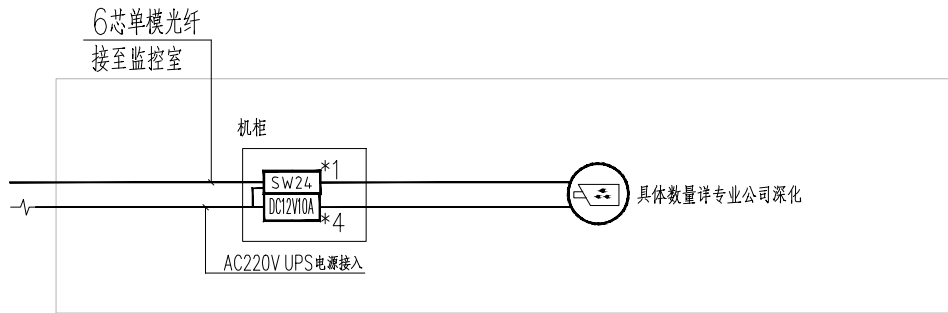 6芯单模光纤
接至监控室
机柜
*1
SW24
DC12V10A
*4
具体数量详专业公司深化
AC220V UPS电源接入